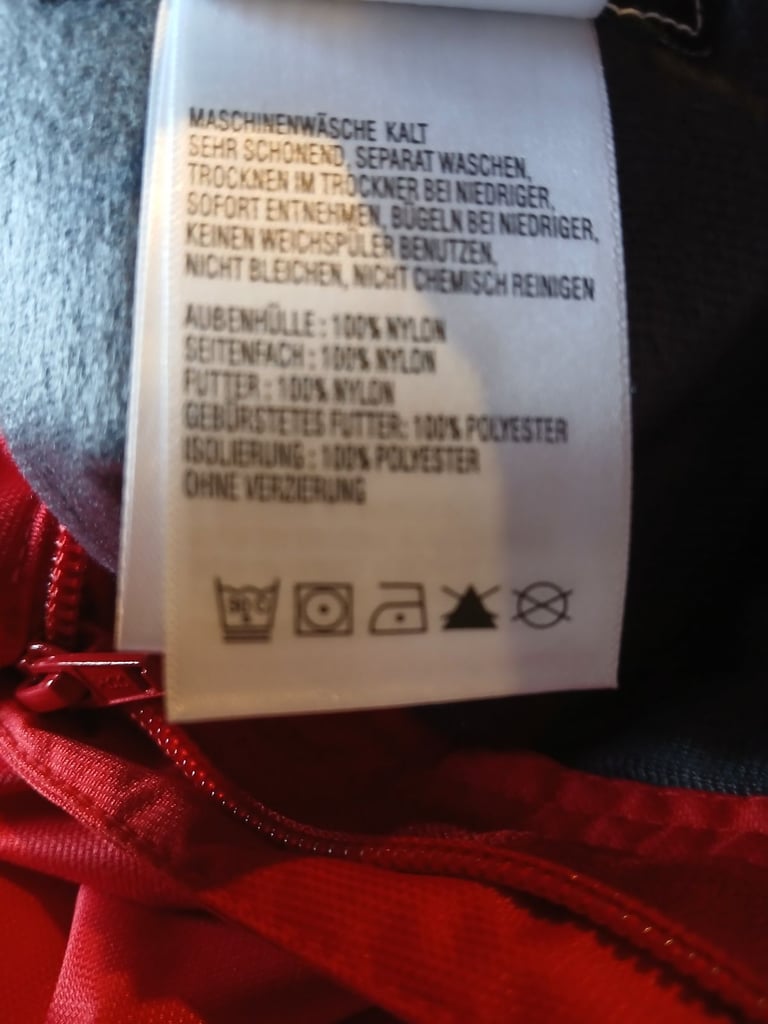 MASCHINENWÄSCHE KALT
SEHR SCHONEND, SEPARAT WASCHEN,
TROCKNEN IM TROCKNER BEI NIEDRIGER,
SOFORT ENTNEHMEN, BÜGELN BEI NIEDRIGER,
KEINEN WEICHSPÜLER BENUTZEN,
NICHT BLEICHEN, NICHT CHEMISCH REINIGEN
AUBENHÜLLE : 100% NYLON
SEITENFACH : 100% NYLON
FUTTER : 100% NYLON
GEBÜRSTETES FUTTER: 100% POLYESTER
ISOLIERUNG : 100% POLYESTER
OHNE VERZIERUNG